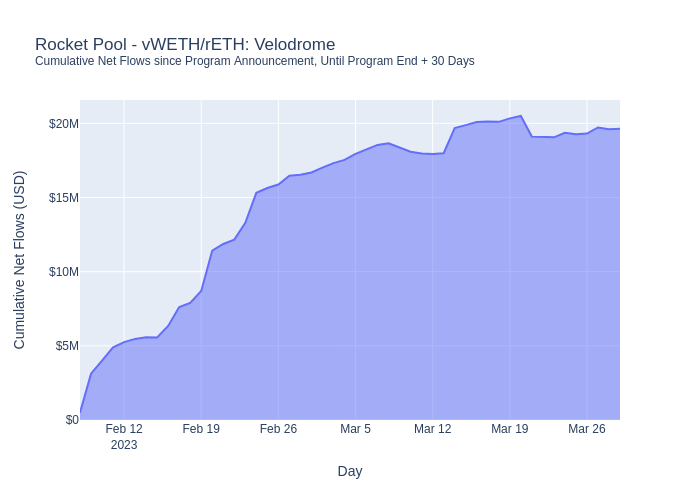 Rocket Pool - vWETH/rETH: Velodrome
Cumulative Net Flows since Program Announcement, Until Program End + 30 Days
Cumulative Net Flows (USD)
$20M
$15M
$10M
$5M
$0
Feb 12
2023
Feb 19
Feb 26
Mar 5
Mar 12
Mar 19
Mar 26
Day